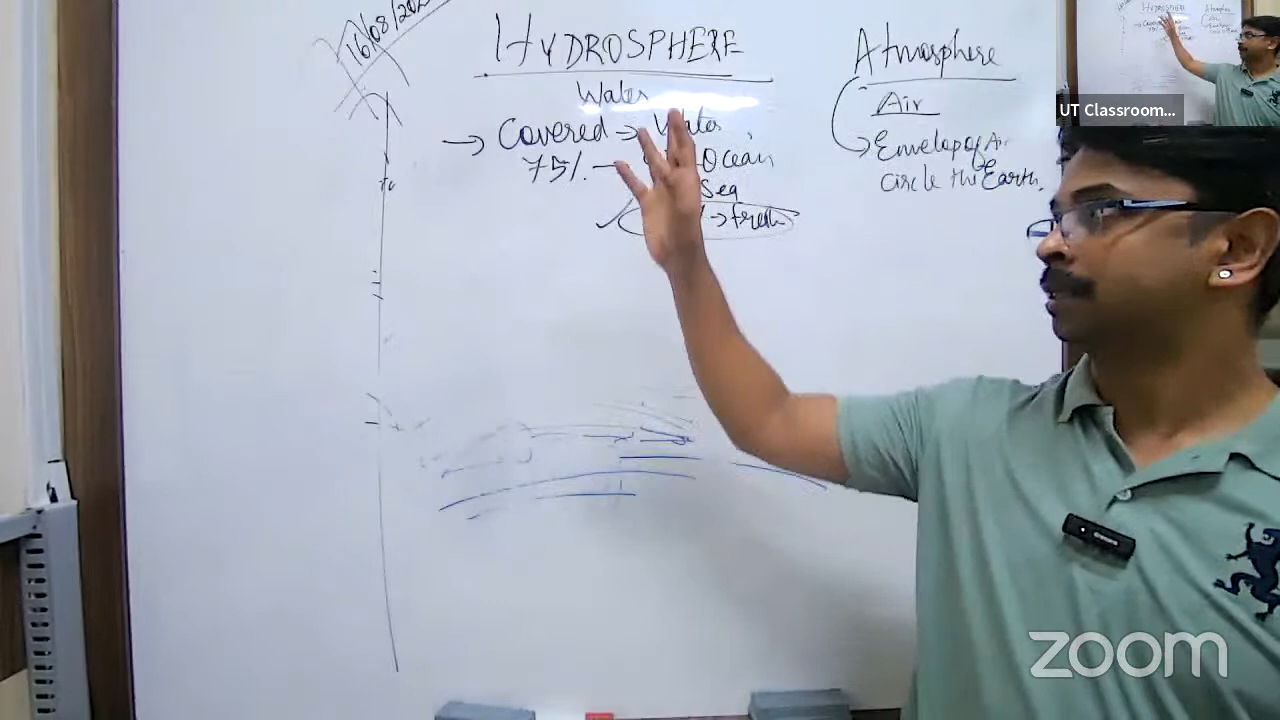 16/08/202
HYDROSPHERE
Water
→ Covered → Water,
75% — Ocean
Sea
→ fresh
Atmosphere
Air
→ Envelop of Air
circle the Earth.
UT Classroom...
zoom